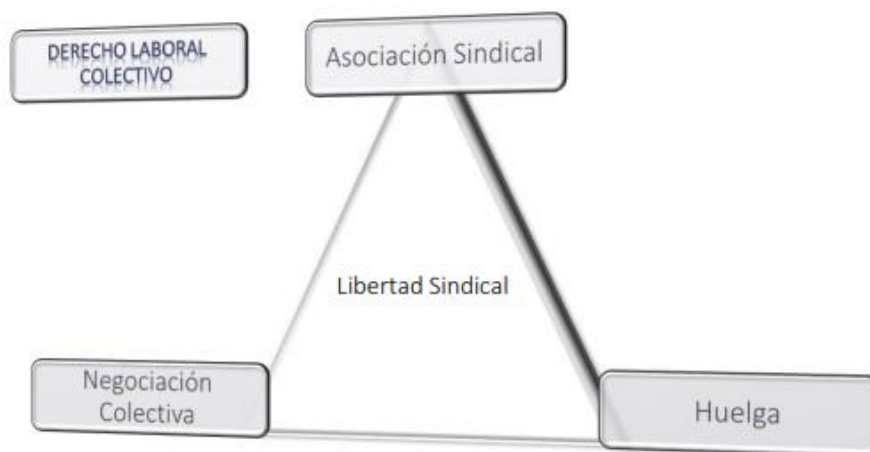 DERECHO LABORAL
COLECTIVO
Asociación Sindical
Libertad Sindical
Negociación
Colectiva
Huelga